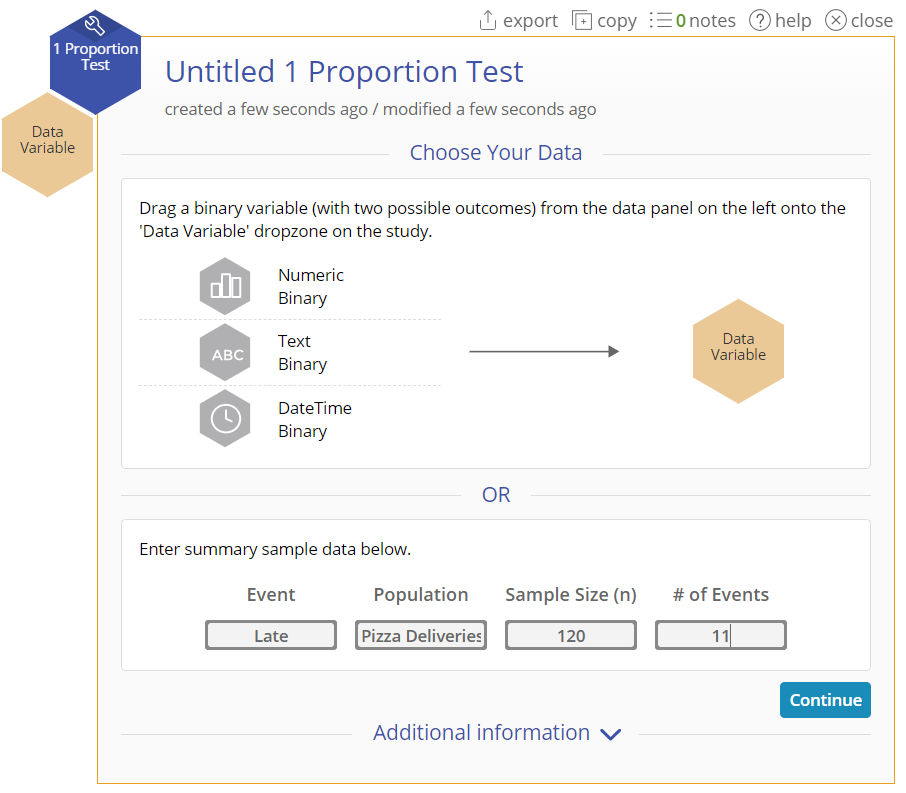 export copy 0 notes help close
1 Proportion
Test
Untitled 1 Proportion Test
created a few seconds ago / modified a few seconds ago
Data
Variable
Choose Your Data
Drag a binary variable (with two possible outcomes) from the data panel on the left onto the
'Data Variable' dropzone on the study.
Numeric
Binary
ABC
Text
Binary
DateTime
Binary
Data
Variable
OR
Enter summary sample data below.
Event Population Sample Size (n) # of Events
Late Pizza Deliveries 120 11
Continue
Additional information